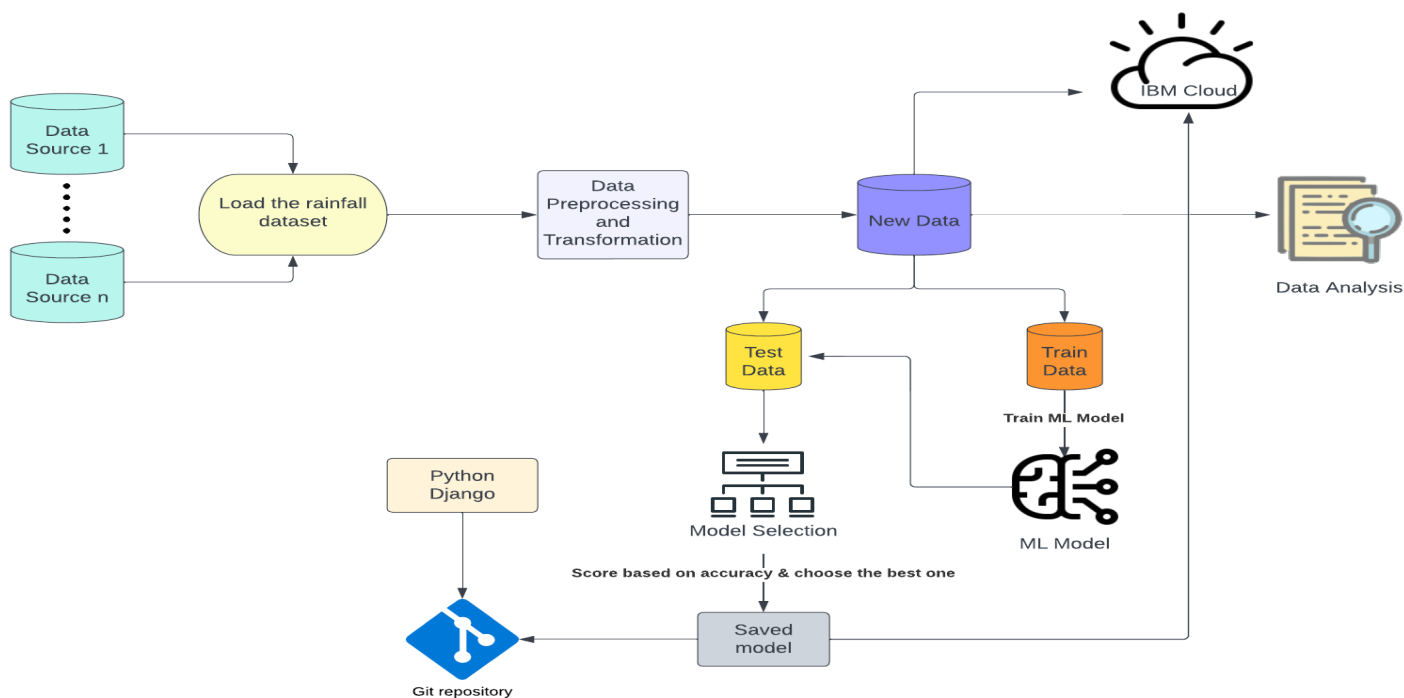 IBM Cloud
Data
Source 1
Load the rainfall
dataset
Data
Preprocessing
and
Transformation
New Data
Data
Source n
Data Analysis
Test
Data
Train
Data
Train ML Model
Python
Django
Model Selection
ML Model
Score based on accuracy & choose the best one
Saved
model
Git repository